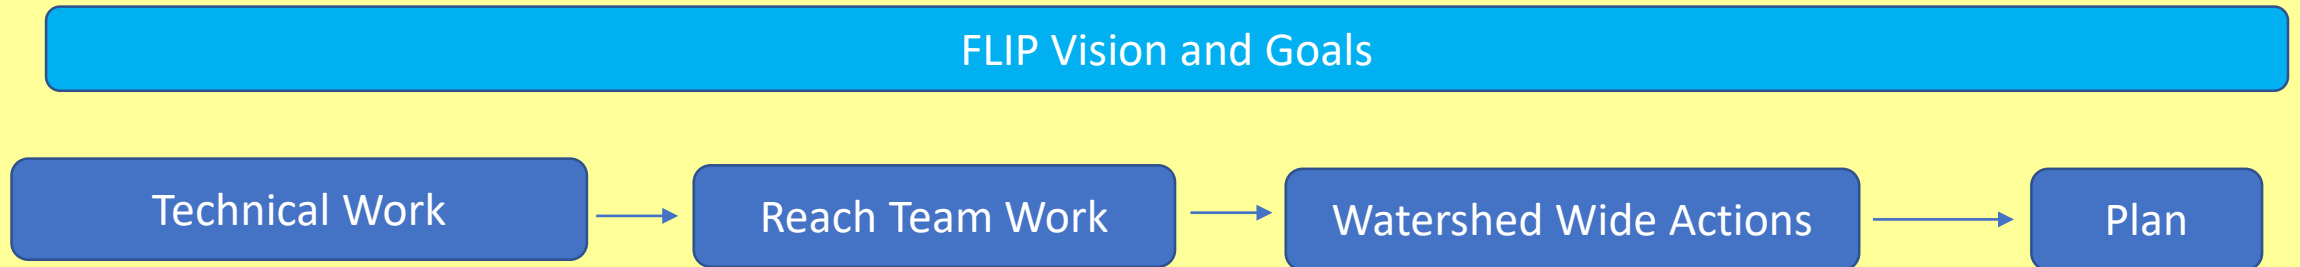 FLIP Vision and Goals
Technical Work
Reach Team Work
Watershed Wide Actions
Plan